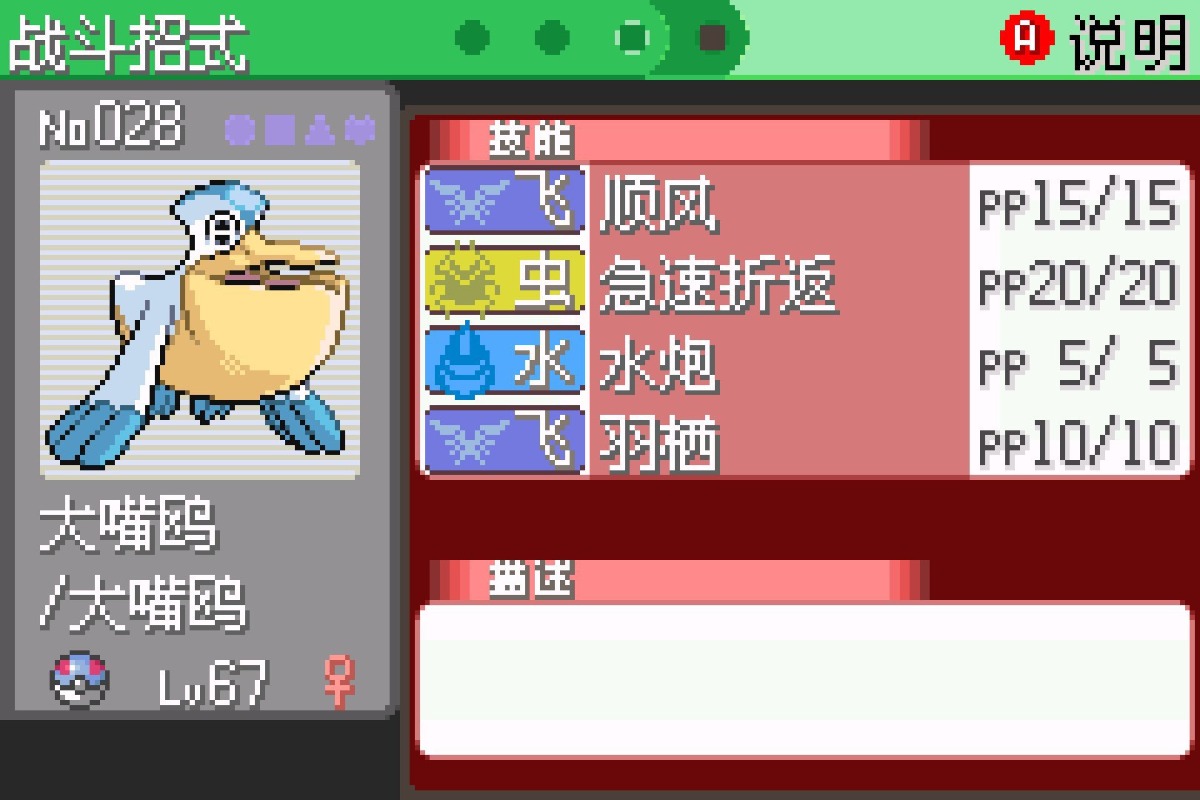 战斗招式
A 说明
No028
技能
飞 顺风 PP15/15
虫 急速折返 PP20/20
水 水炮 PP 5/ 5
飞 羽栖 PP10/10
大嘴鸥
/大嘴鸥
Lv67 ♀
描述